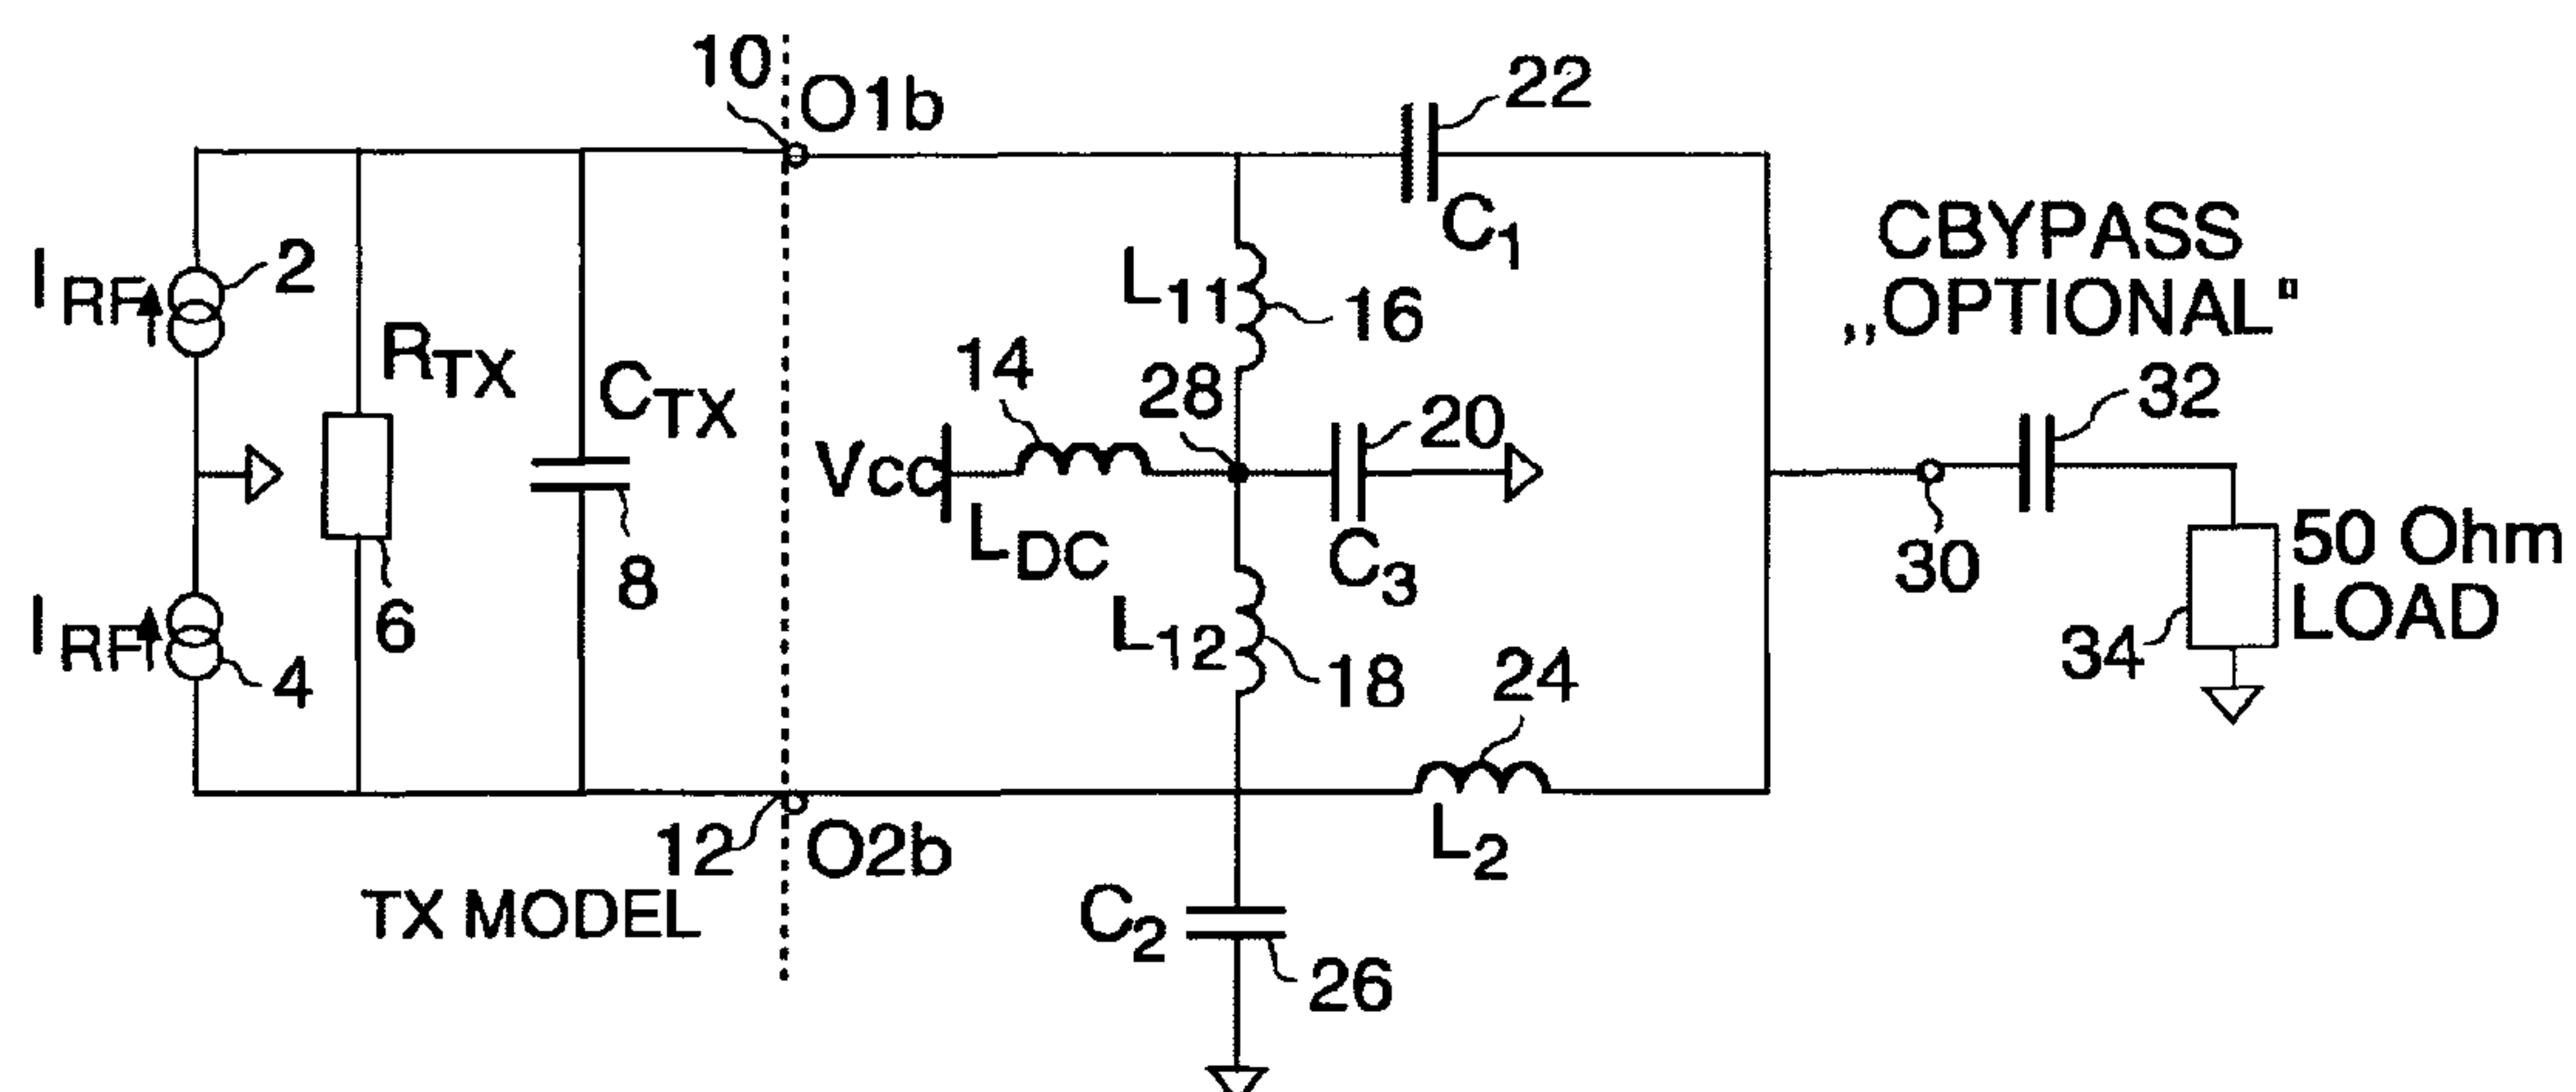 10
O1b
22
C1
CBYPASS
„OPTIONAL"
IRF
2
RTX
CTX
L11
16
14
28
20
32
Vcc
LDC
C3
30
50 Ohm
LOAD
34
IRF
4
6
8
L12
18
24
L2
12
O2b
TX MODEL
C2
26